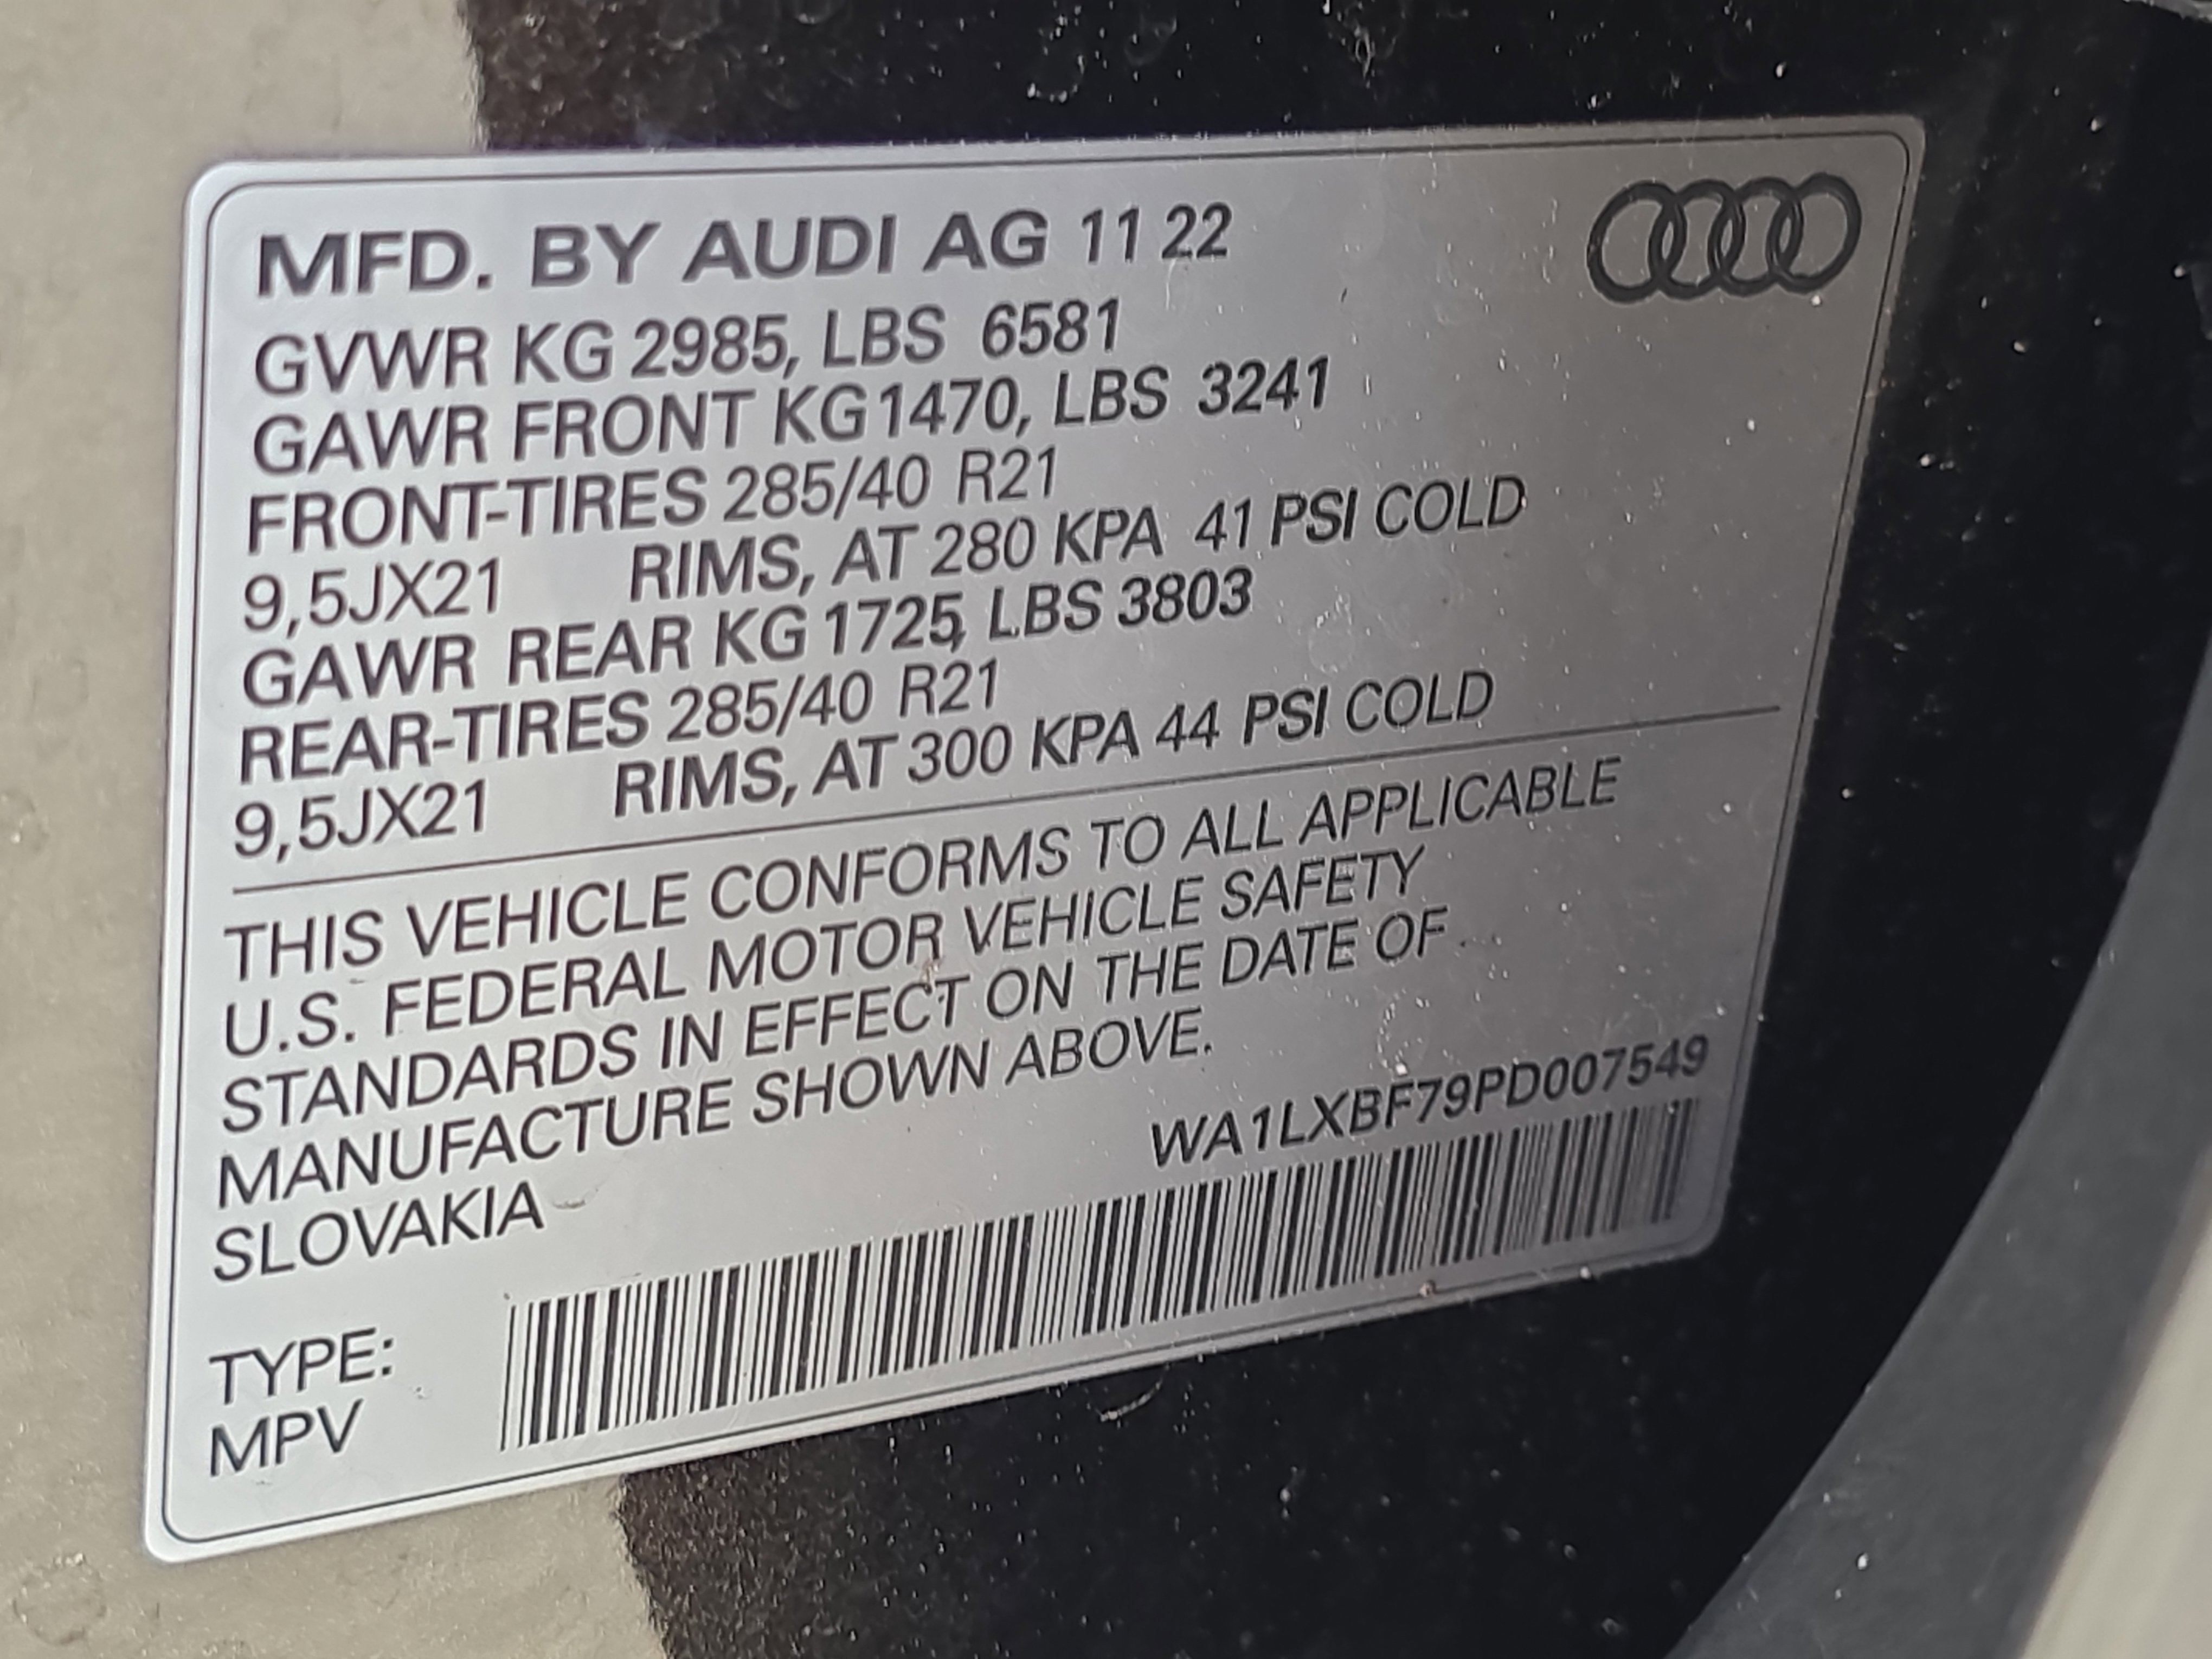 MFD. BY AUDI AG 11 22
GVWR KG 2985, LBS 6581
GAWR FRONT KG 1470, LBS 3241
FRONT-TIRES 285/40 R21
9,5JX21 RIMS, AT 280 KPA 41 PSI COLD
GAWR REAR KG 1725, LBS 3803
REAR-TIRES 285/40 R21
9,5JX21 RIMS, AT 300 KPA 44 PSI COLD
THIS VEHICLE CONFORMS TO ALL APPLICABLE
U.S. FEDERAL MOTOR VEHICLE SAFETY
STANDARDS IN EFFECT ON THE DATE OF
MANUFACTURE SHOWN ABOVE.
SLOVAKIA
WA1LXBF79PD007549
TYPE:
MPV